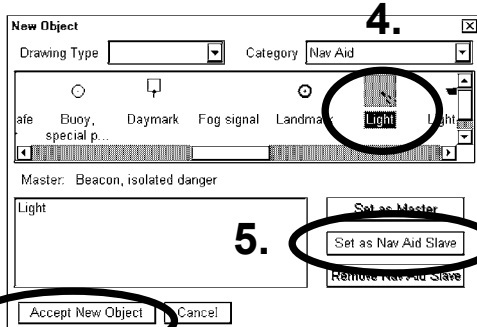 New Object
4.
Drawing Type Category Nav Aid
afe Buoy, special p... Daymark Fog signal Landmark Light Light
Master: Beacon, isolated danger
Light
Set as Master
5.
Set as Nav Aid Slave
Remove Nav Aid Slave
Accept New Object Cancel